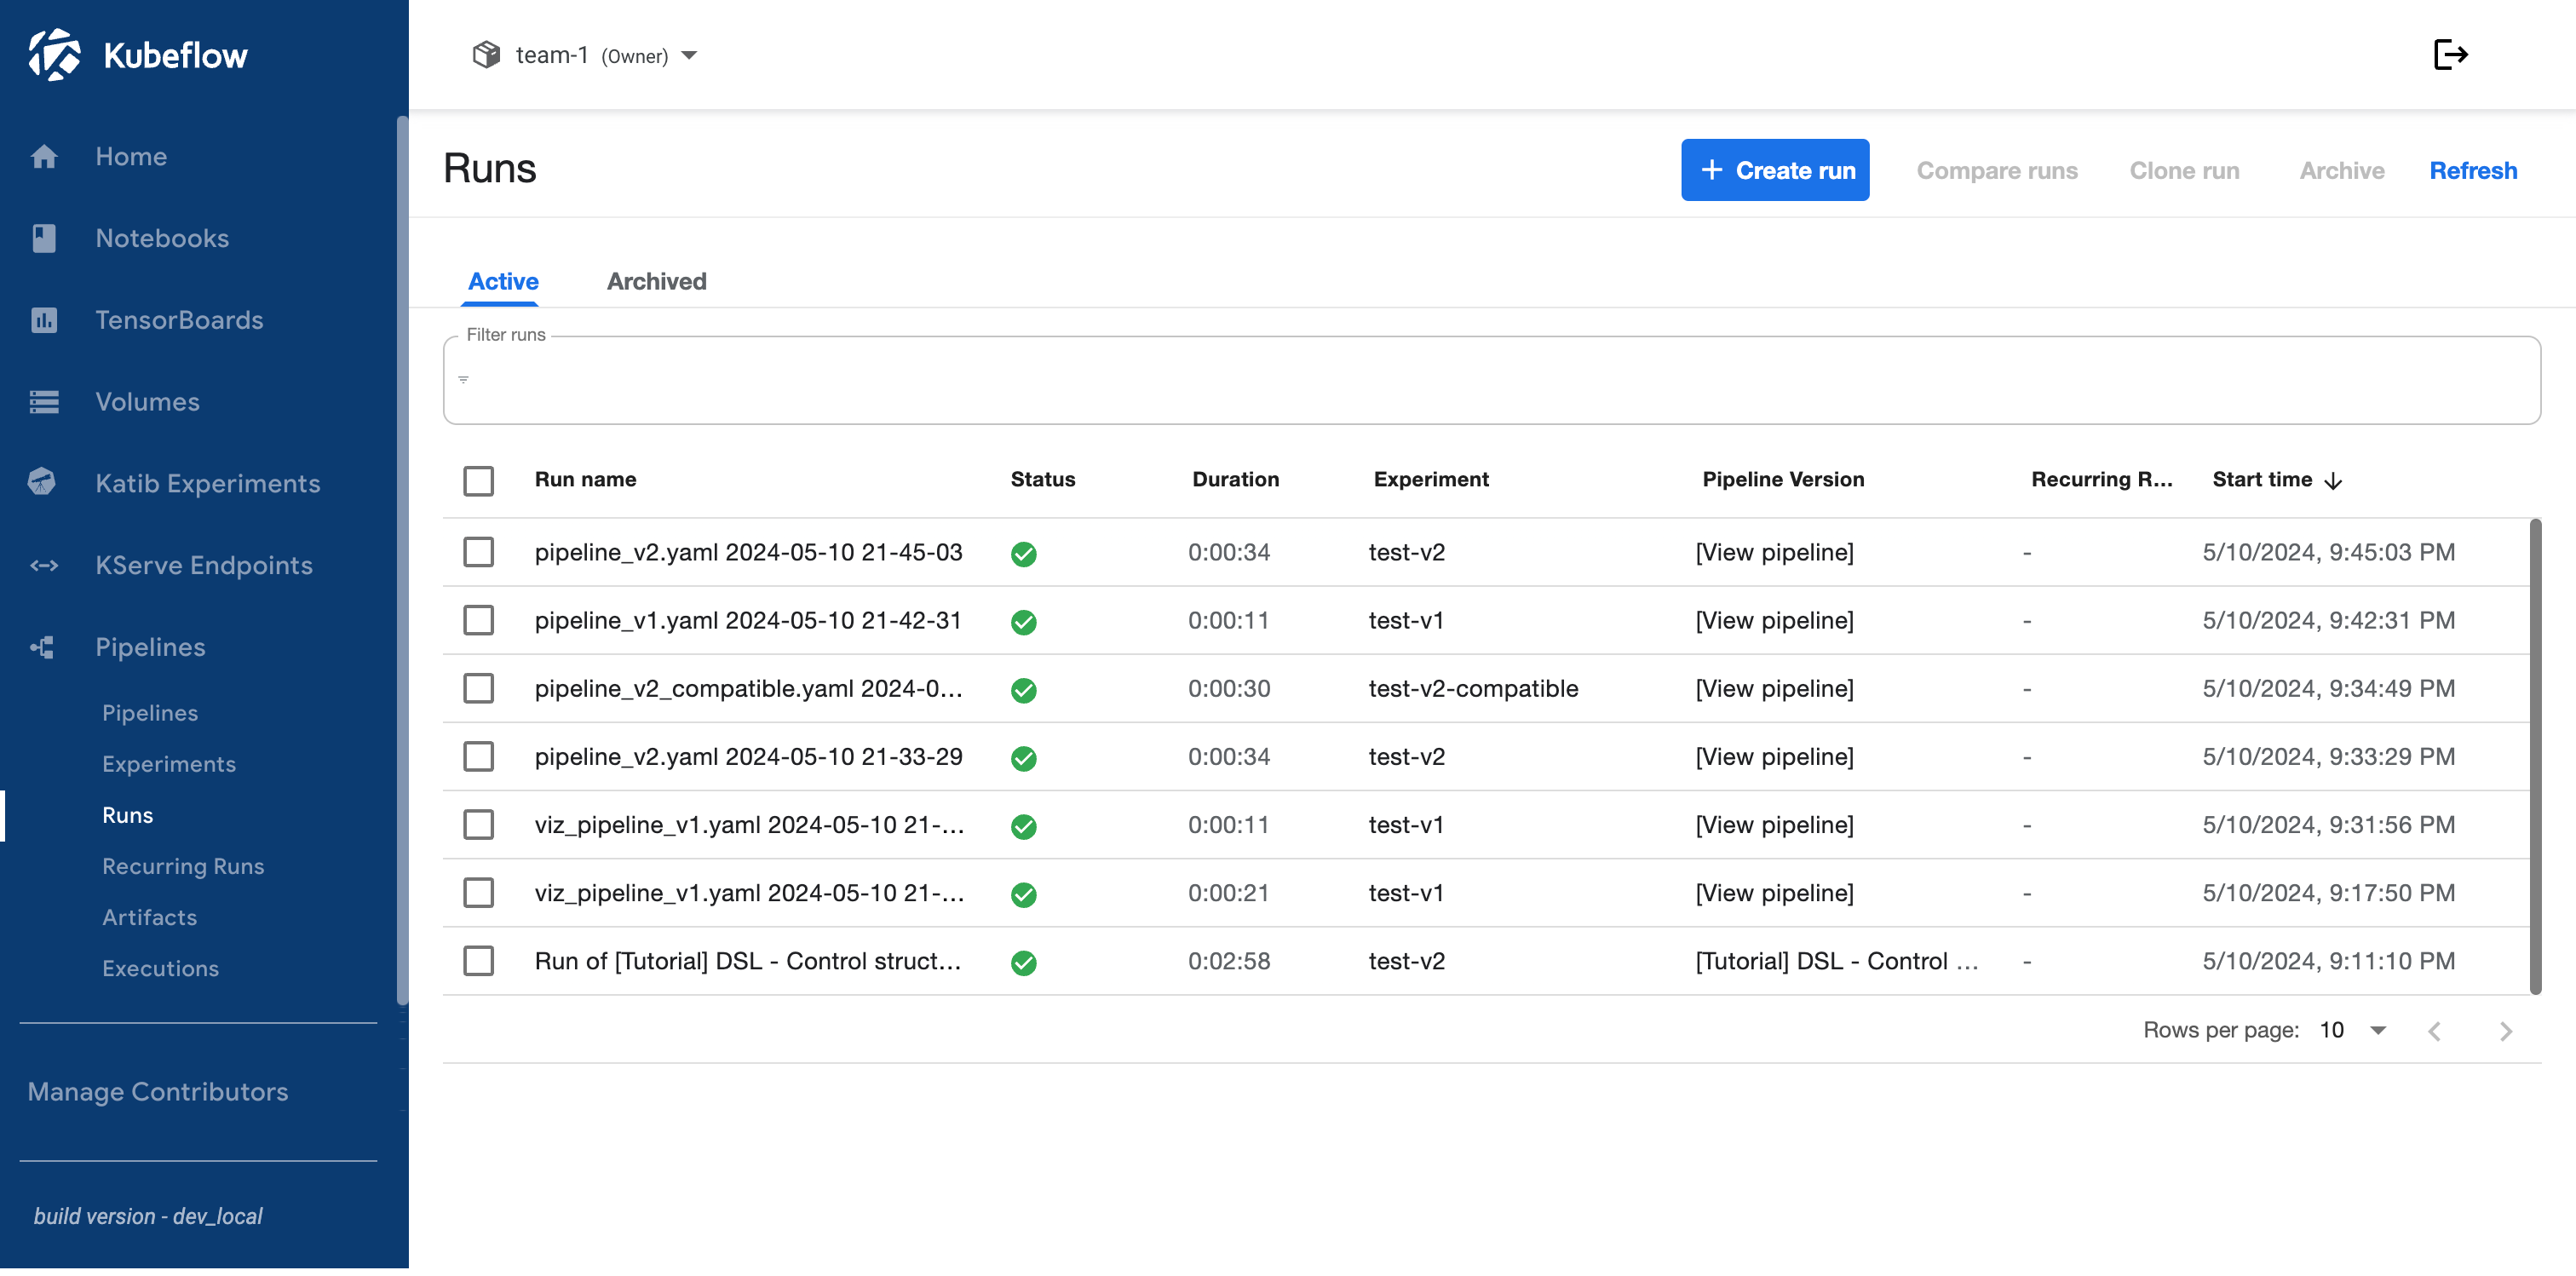 Kubeflow
team-1 (Owner)
Home
Notebooks
TensorBoards
Volumes
Katib Experiments
KServe Endpoints
Pipelines
Pipelines
Experiments
Runs
Recurring Runs
Artifacts
Executions
Manage Contributors
build version - dev_local
Runs
+ Create run Compare runs Clone run Archive Refresh
Active Archived
Filter runs
Run name Status Duration Experiment Pipeline Version Recurring R... Start time
pipeline_v2.yaml 2024-05-10 21-45-03 0:00:34 test-v2 [View pipeline] - 5/10/2024, 9:45:03 PM
pipeline_v1.yaml 2024-05-10 21-42-31 0:00:11 test-v1 [View pipeline] - 5/10/2024, 9:42:31 PM
pipeline_v2_compatible.yaml 2024-0... 0:00:30 test-v2-compatible [View pipeline] - 5/10/2024, 9:34:49 PM
pipeline_v2.yaml 2024-05-10 21-33-29 0:00:34 test-v2 [View pipeline] - 5/10/2024, 9:33:29 PM
viz_pipeline_v1.yaml 2024-05-10 21-... 0:00:11 test-v1 [View pipeline] - 5/10/2024, 9:31:56 PM
viz_pipeline_v1.yaml 2024-05-10 21-... 0:00:21 test-v1 [View pipeline] - 5/10/2024, 9:17:50 PM
Run of [Tutorial] DSL - Control struct... 0:02:58 test-v2 [Tutorial] DSL - Control ... - 5/10/2024, 9:11:10 PM
Rows per page: 10